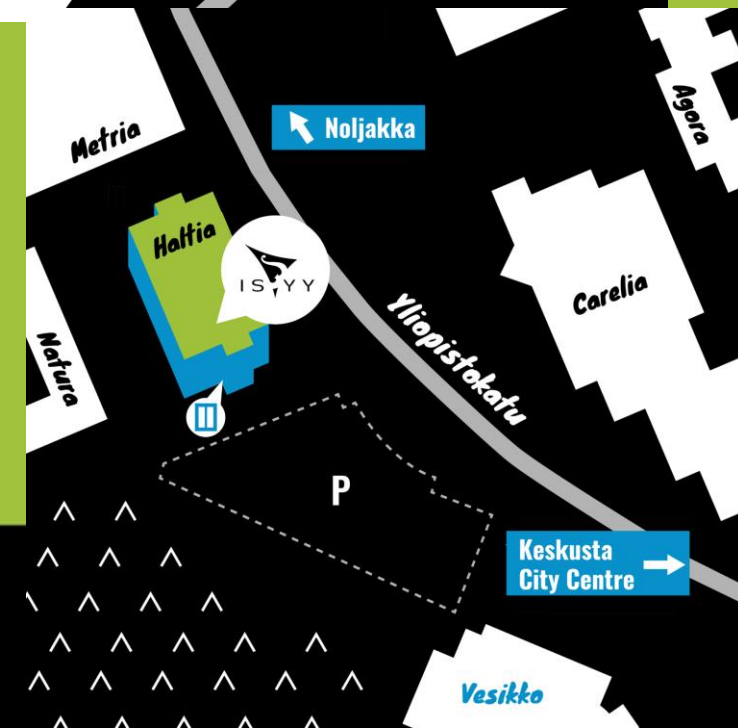 Metria
Noljakka
Agora
Haltia
ISYY
Carelia
Natura
Yliopistokatu
P
Keskusta
City Centre
Vesikko